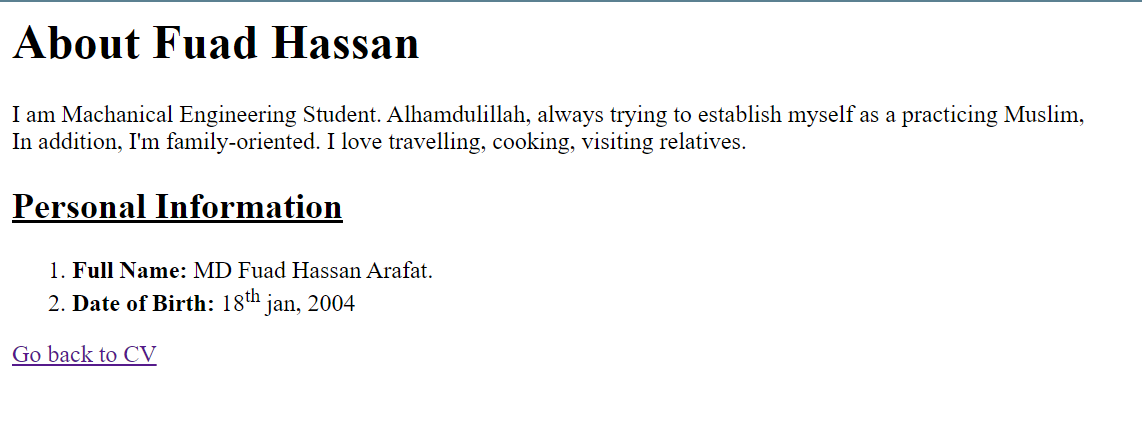 About Fuad Hassan
I am Machanical Engineering Student. Alhamdulillah, always trying to establish myself as a practicing Muslim,
In addition, I'm family-oriented. I love travelling, cooking, visiting relatives.
Personal Information
1. Full Name: MD Fuad Hassan Arafat.
2. Date of Birth: 18th jan, 2004
Go back to CV